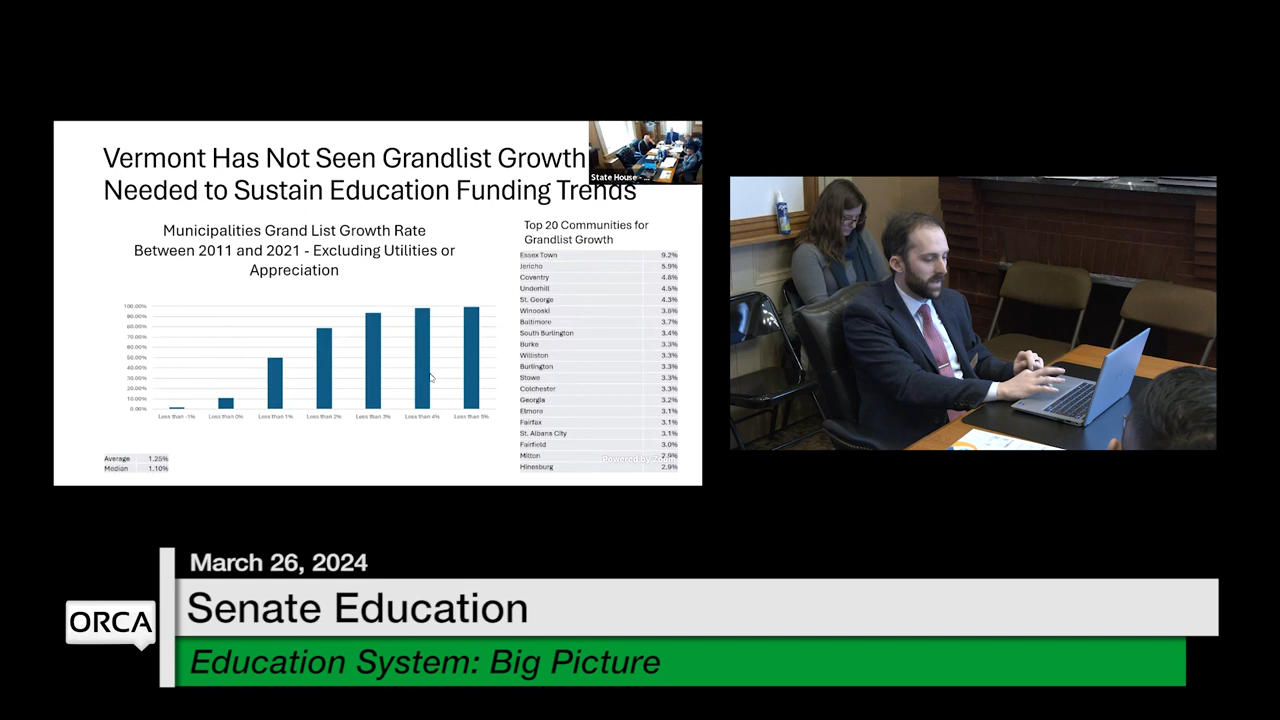 Vermont Has Not Seen Grandlist Growth
Needed to Sustain Education Funding Trends
State House - ...
Municipalities Grand List Growth Rate
Between 2011 and 2021 - Excluding Utilities or
Appreciation
100.00%
90.00%
80.00%
70.00%
60.00%
50.00%
40.00%
30.00%
20.00%
10.00%
0.00%
Less than -1% Less than 0% Less than 1% Less than 2% Less than 3% Less than 4% Less than 5%
Average 1.25%
Median 1.10%
Top 20 Communities for
Grandlist Growth
Essex Town 9.2%
Jericho 5.9%
Coventry 4.8%
Underhill 4.5%
St. George 4.3%
Winooski 3.8%
Baltimore 3.7%
South Burlington 3.4%
Burke 3.3%
Williston 3.3%
Burlington 3.3%
Stowe 3.3%
Colchester 3.3%
Georgia 3.2%
Elmore 3.1%
Fairfax 3.1%
St. Albans City 3.1%
Fairfield 3.0%
Milton 2.9%
Hinesburg 2.9%
Powered by Zoom
March 26, 2024
ORCA
Senate Education
Education System: Big Picture